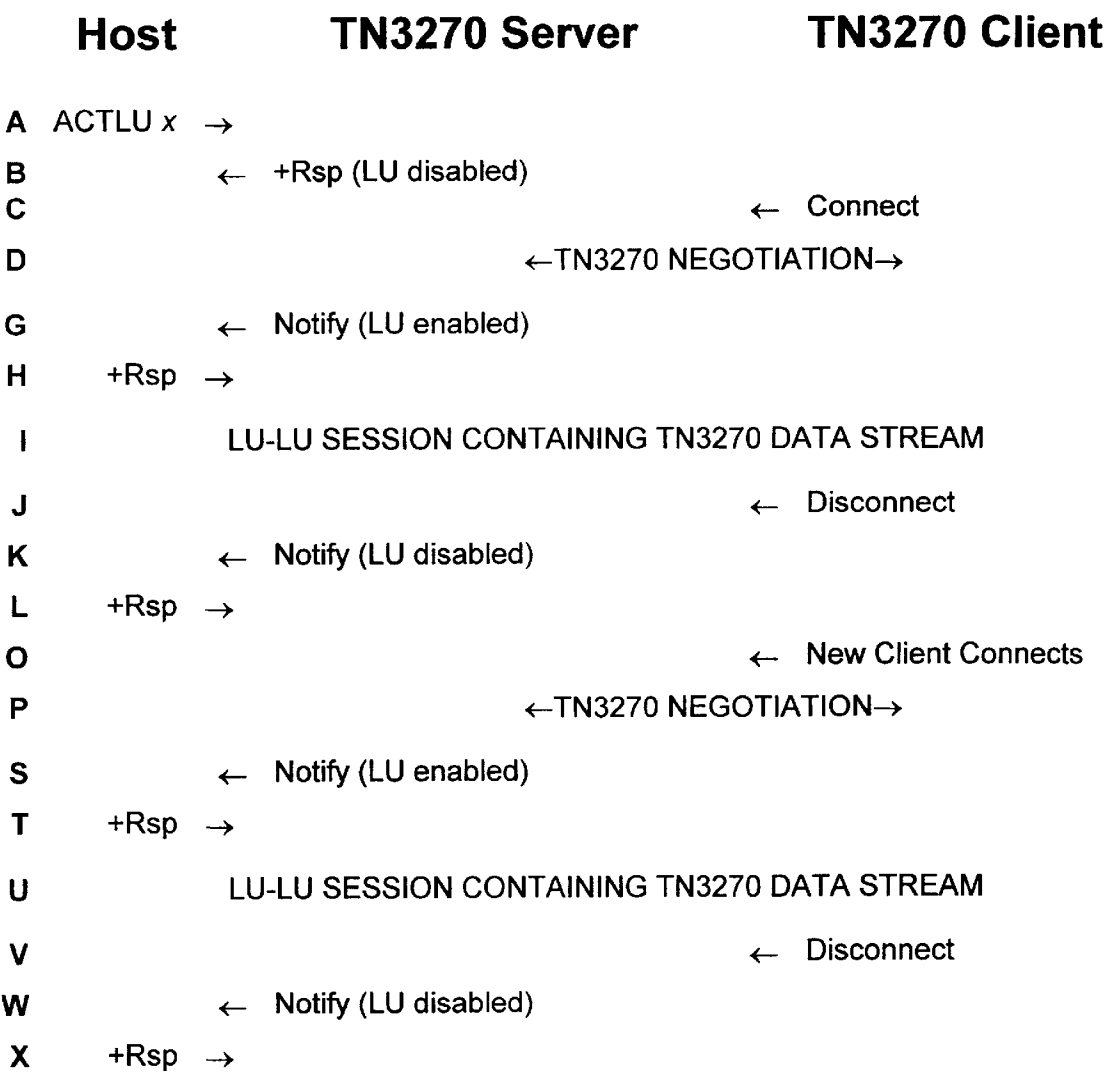 Host TN3270 Server TN3270 Client
A ACTLU x →
B ← +Rsp (LU disabled)
C ← Connect
D ←TN3270 NEGOTIATION→
G ← Notify (LU enabled)
H +Rsp →
I LU-LU SESSION CONTAINING TN3270 DATA STREAM
J ← Disconnect
K ← Notify (LU disabled)
L +Rsp →
O ← New Client Connects
P ←TN3270 NEGOTIATION→
S ← Notify (LU enabled)
T +Rsp →
U LU-LU SESSION CONTAINING TN3270 DATA STREAM
V ← Disconnect
W ← Notify (LU disabled)
X +Rsp →